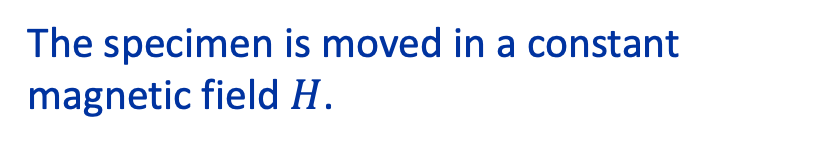 The specimen is moved in a constant
magnetic field H.